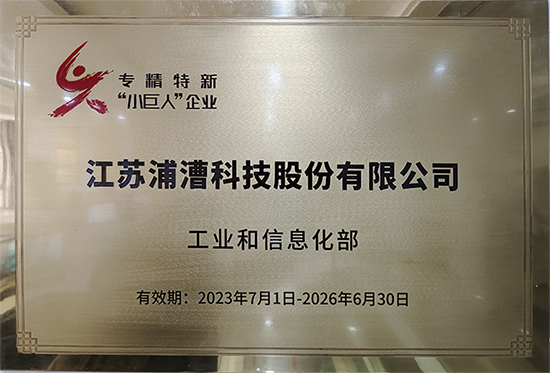 专精特新
“小巨人”企业
江苏浦漕科技股份有限公司
工业和信息化部
有效期：2023年7月1日-2026年6月30日